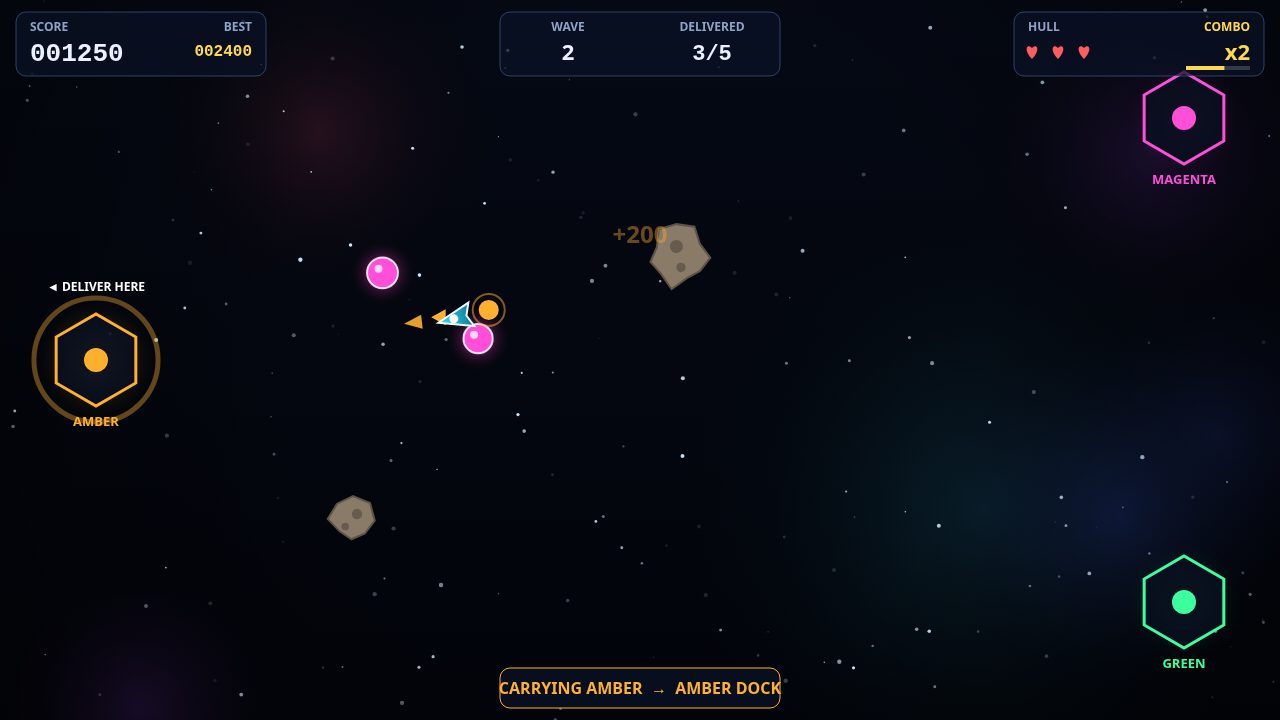 SCORE BEST
001250 002400
WAVE DELIVERED
2 3/5
HULL COMBO
x2
MAGENTA
+200
◄ DELIVER HERE
AMBER
GREEN
CARRYING AMBER → AMBER DOCK